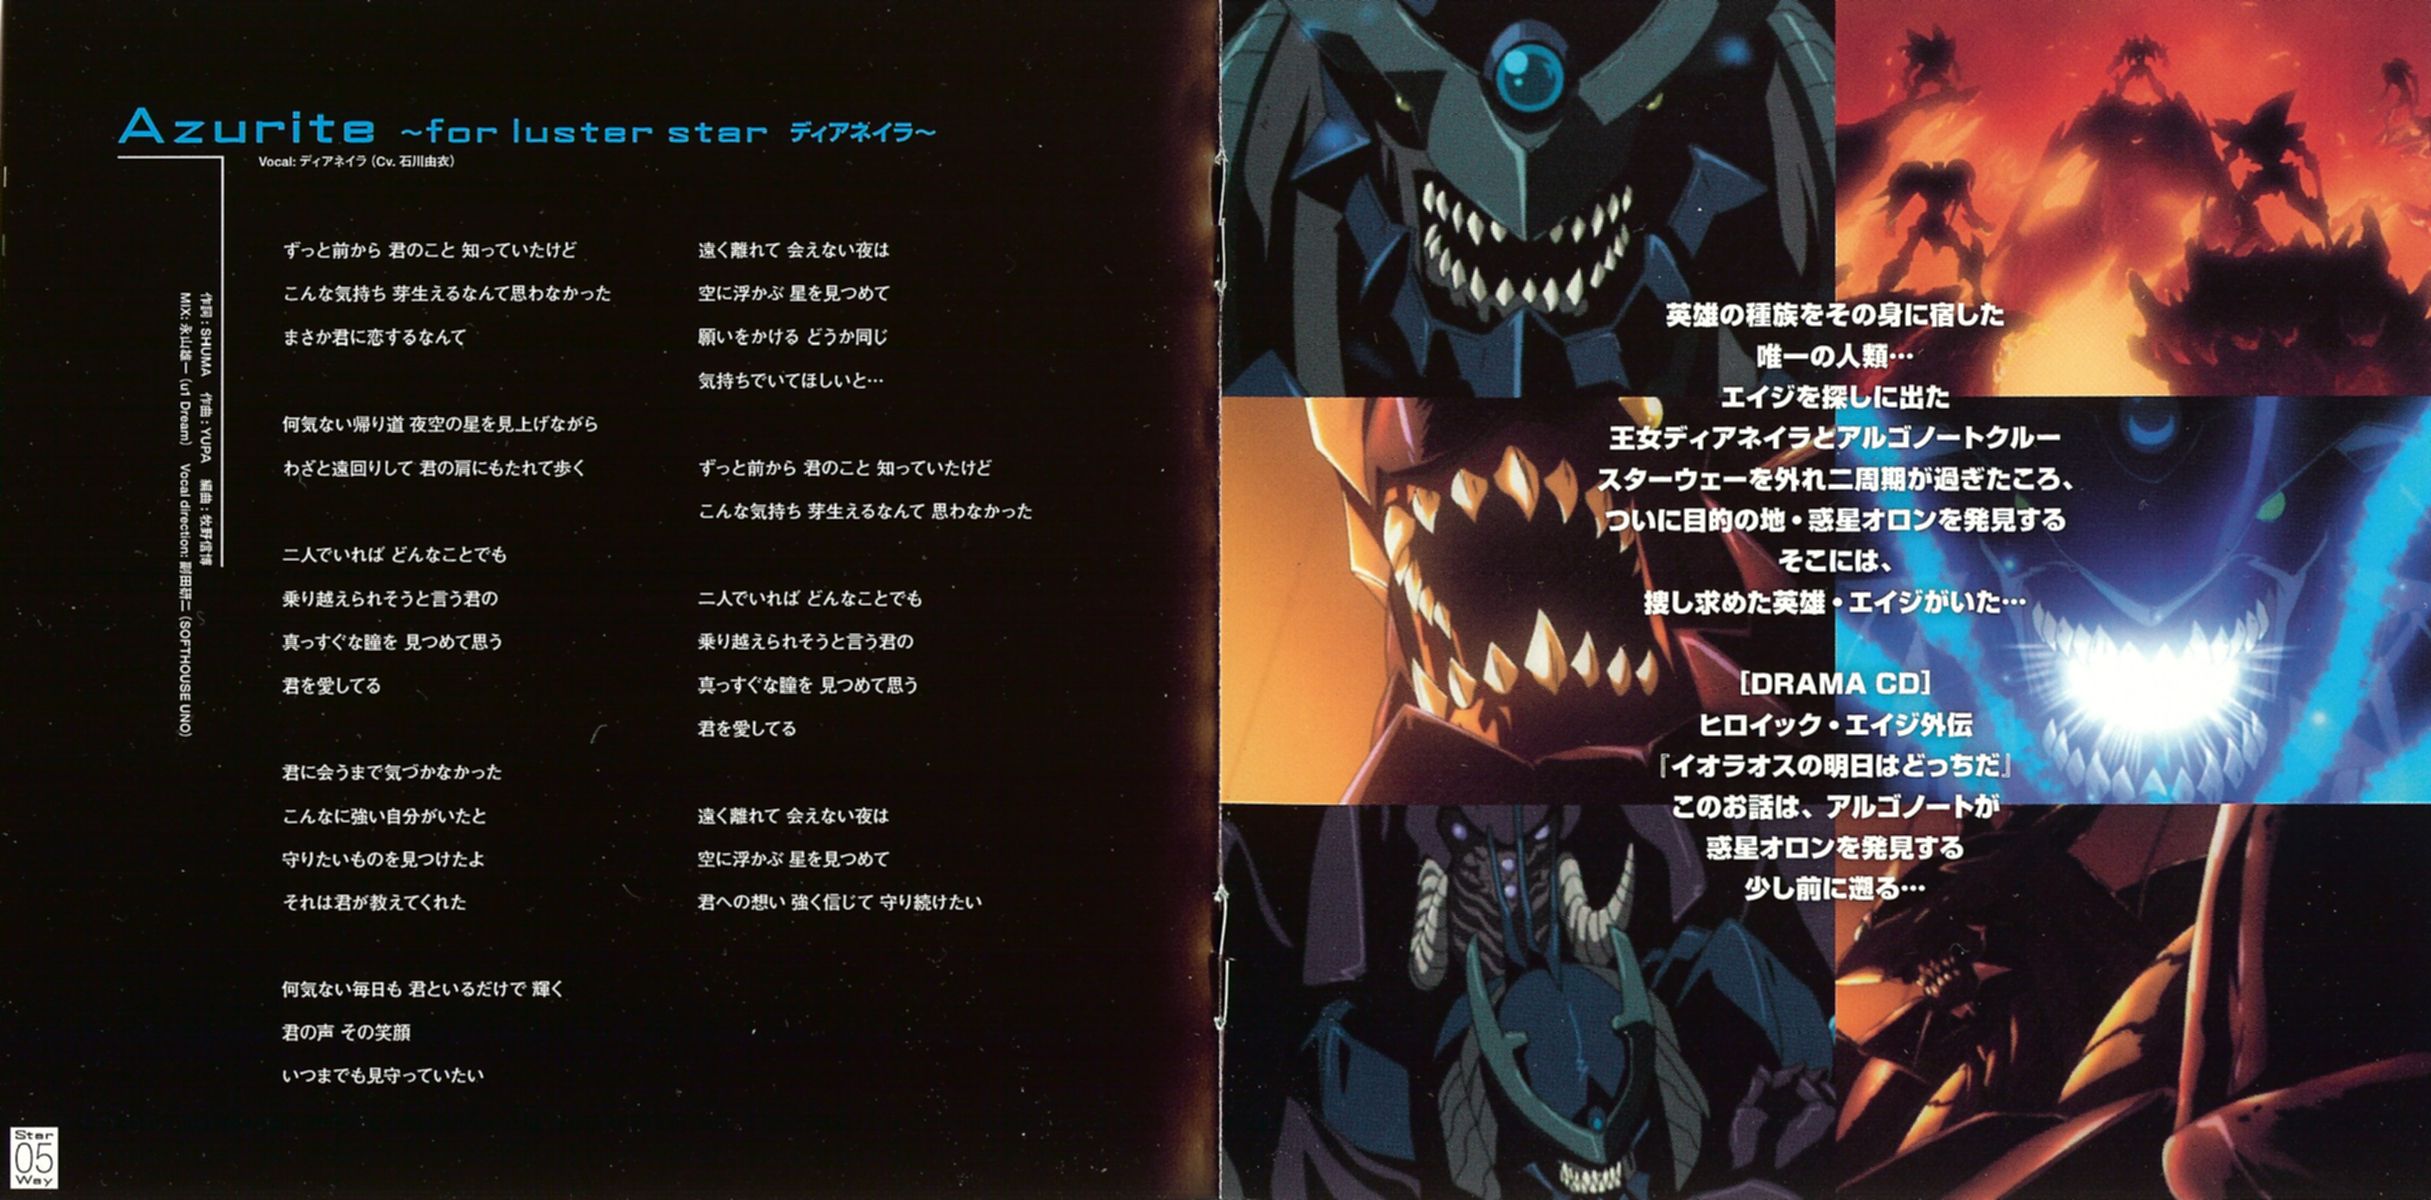 Azurite ～for luster star ディアネイラ～
Vocal: ディアネイラ (Cv. 石川由衣)
作詞 : SHUMA 作曲 : YUPA 編曲 : 牧野信博
MIX: 永山雄一 (u1 Dream) Vocal direction: 副田研二 (SOFTHOUSE UNO)
ずっと前から 君のこと 知っていたけど
こんな気持ち 芽生えるなんて思わなかった
まさか君に恋するなんて
何気ない帰り道 夜空の星を見上げながら
わざと遠回りして 君の肩にもたれて歩く
二人でいれば どんなことでも
乗り越えられそうと言う君の
真っすぐな瞳を 見つめて思う
君を愛してる
君に会うまで気づかなかった
こんなに強い自分がいたと
守りたいものを見つけたよ
それは君が教えてくれた
何気ない毎日も 君といるだけで 輝く
君の声 その笑顔
いつまでも見守っていたい
遠く離れて 会えない夜は
空に浮かぶ 星を見つめて
願いをかける どうか同じ
気持ちでいてほしいと…
ずっと前から 君のこと 知っていたけど
こんな気持ち 芽生えるなんて 思わなかった
二人でいれば どんなことでも
乗り越えられそうと言う君の
真っすぐな瞳を 見つめて思う
君を愛してる
遠く離れて 会えない夜は
空に浮かぶ 星を見つめて
君への想い 強く信じて 守り続けたい
Star
05
Way
英雄の種族をその身に宿した
唯一の人類…
エイジを探しに出た
王女ディアネイラとアルゴノートクルー
スターウェーを外れ二周期が過ぎたころ、
ついに目的の地・惑星オロンを発見する
そこには、
捜し求めた英雄・エイジがいた…
[DRAMA CD]
ヒロイック・エイジ外伝
『イオラオスの明日はどっちだ』
このお話は、アルゴノートが
惑星オロンを発見する
少し前に遡る…